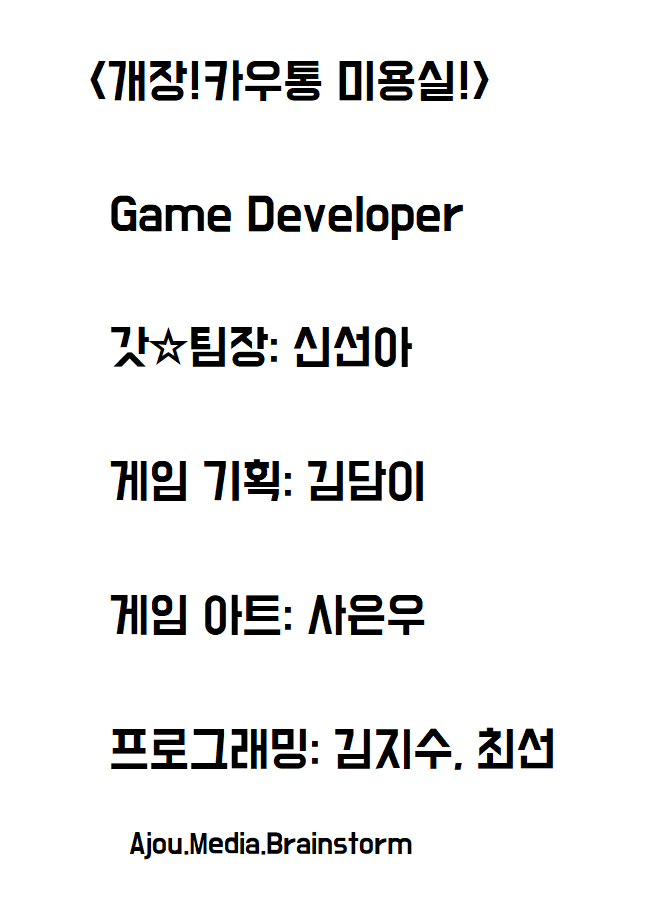 <개장!카우통 미용실!>
Game Developer
갓☆팀장: 신선아
게임 기획: 김담이
게임 아트: 사은우
프로그래밍: 김지수, 최선
Ajou.Media.Brainstorm